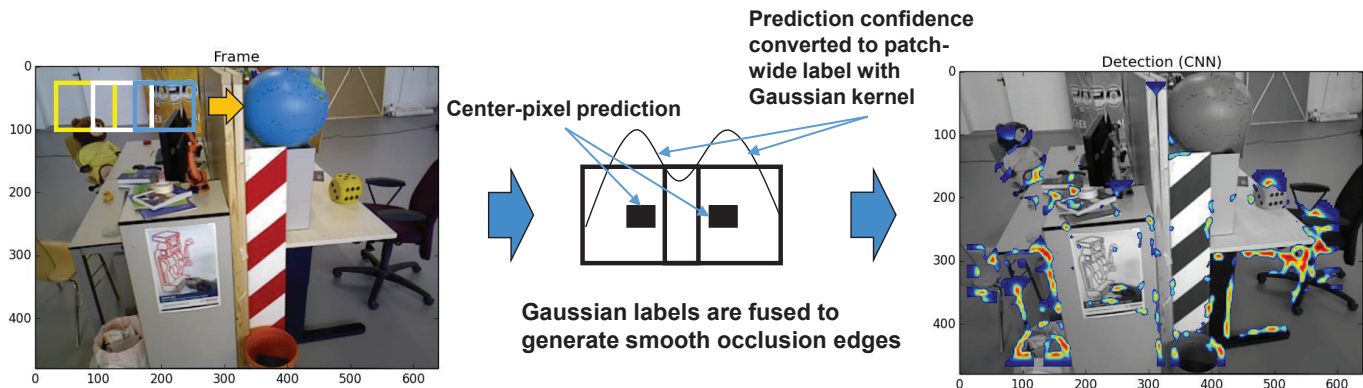 Frame
0
100
200
300
400
0 100 200 300 400 500 600
Center-pixel prediction
Prediction confidence
converted to patch-
wide label with
Gaussian kernel
Gaussian labels are fused to
generate smooth occlusion edges
Detection (CNN)
0
100
200
300
400
0 100 200 300 400 500 600